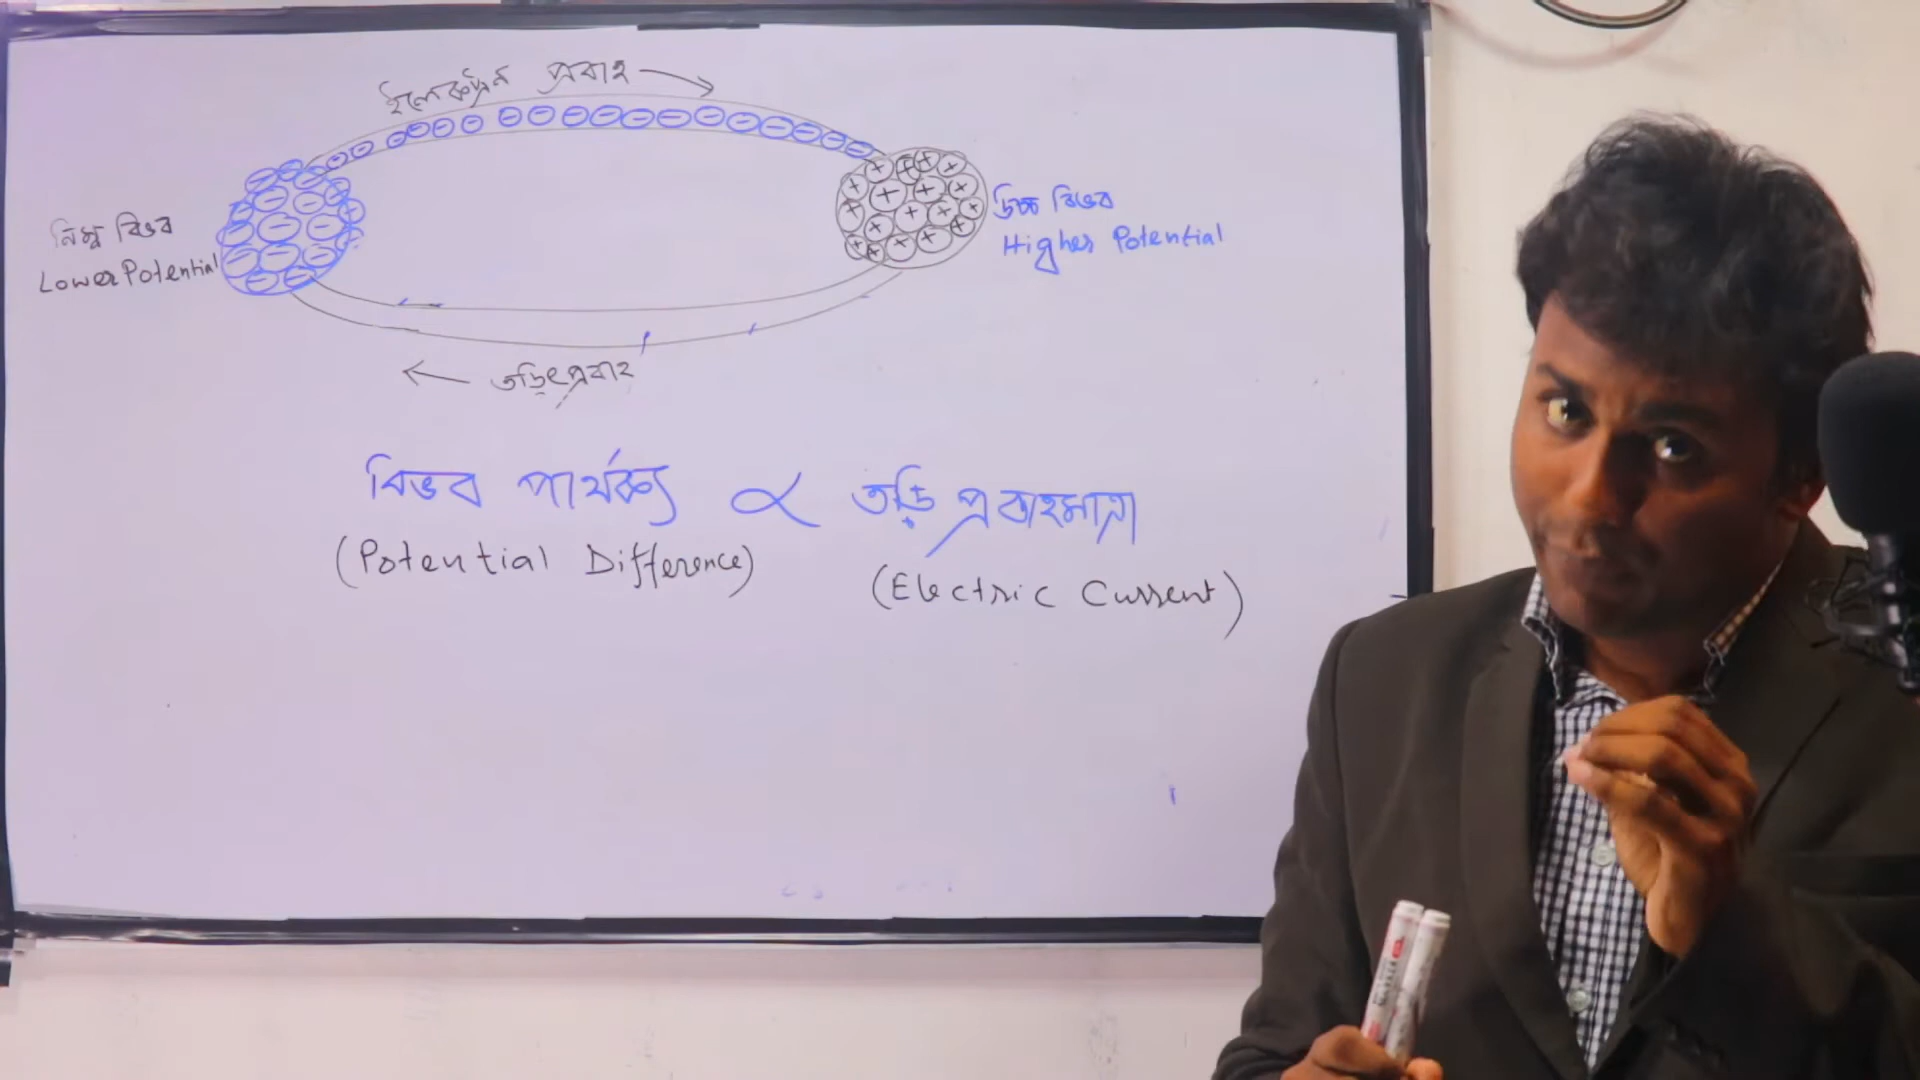 ইলেকট্রন প্রবাহ
নিম্ন বিভব
Lower Potential
উচ্চ বিভব
Higher Potential
তড়িৎপ্রবাহ
বিভব পার্থক্য ∝ তড়ি প্রবাহমাত্রা
(Potential Difference)
(Electric Current)